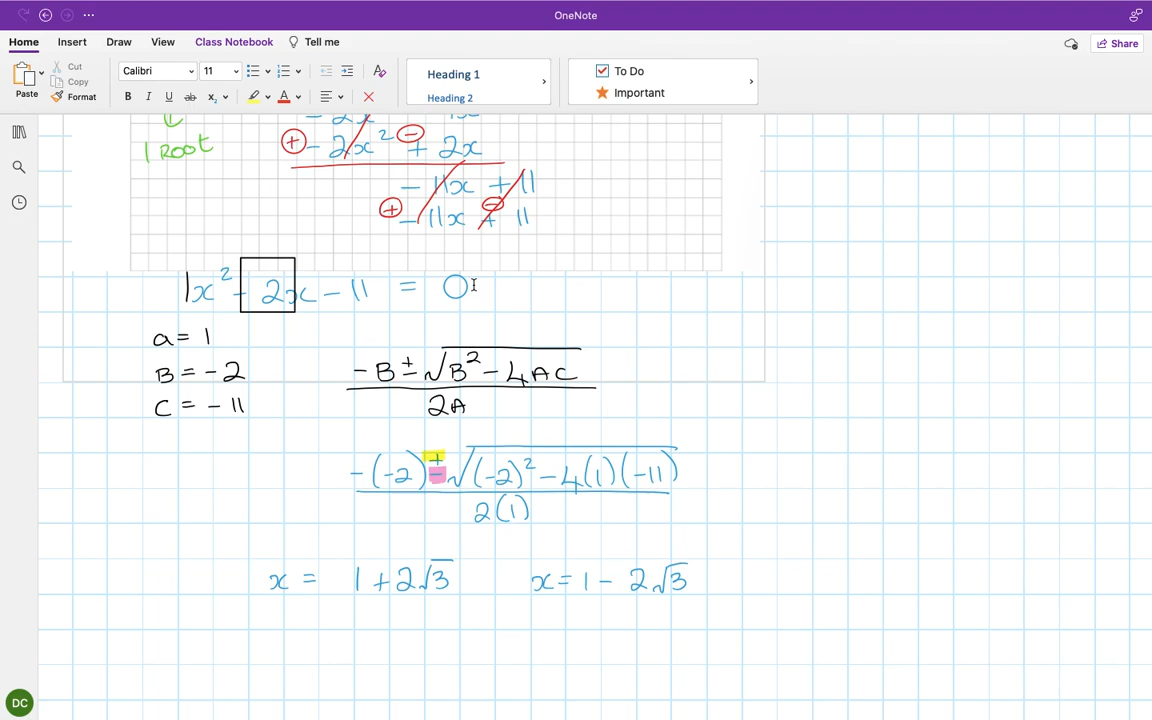 OneNote
Home Insert Draw View Class Notebook Tell me
Share
Paste
Cut
Copy
Format
Calibri 11
B I U ab x₂ A
Heading 1
Heading 2
To Do
Important
1 ROOT
- 2x² + 2x
- 11x + 11
- 11x + 11
1x² - 2x - 11 = 0
a = 1
B = -2
C = -11
-B ± √B² - 4AC
2A
-(-2) ± √(-2)² - 4(1)(-11)
2(1)
x = 1 + 2√3 x = 1 - 2√3
DC